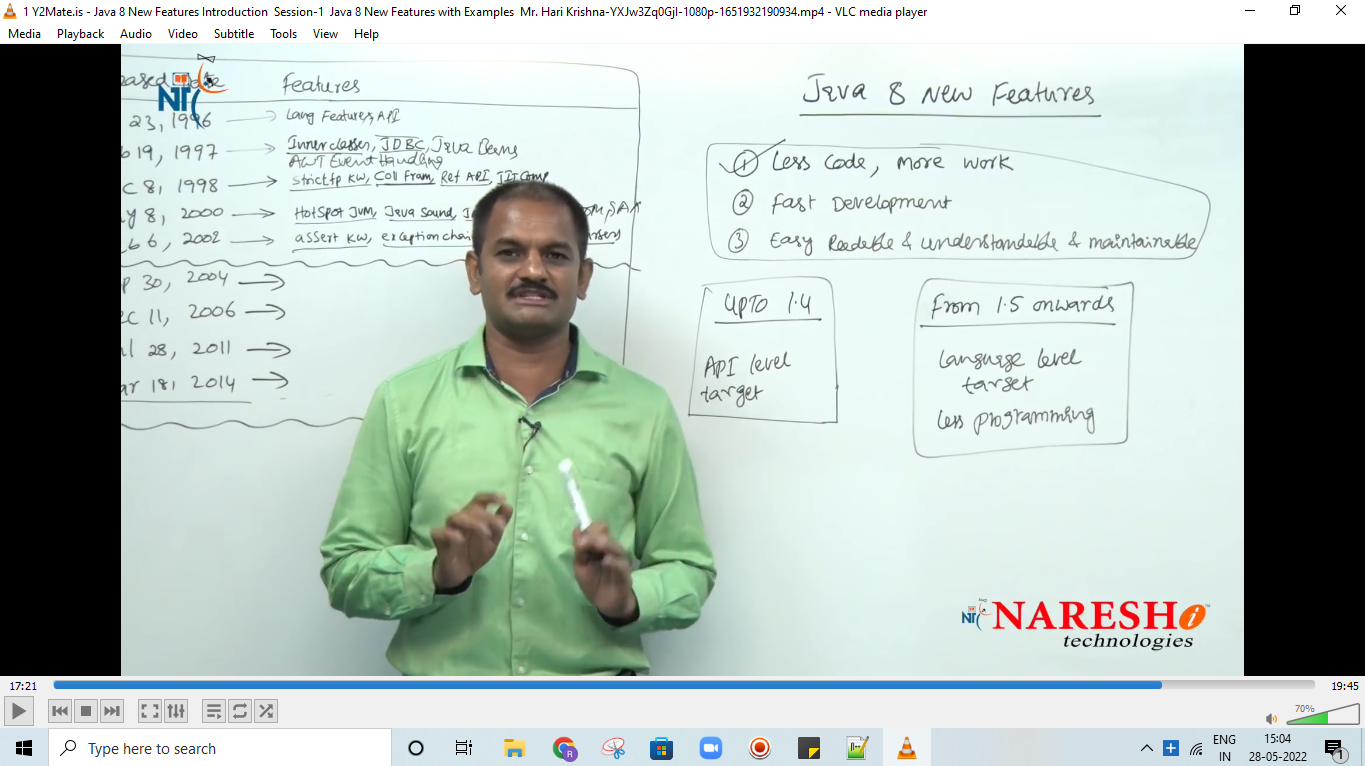 1 Y2Mate.is - Java 8 New Features Introduction Session-1 Java 8 New Features with Examples Mr. Hari Krishna-YXJw3Zq0GjI-1080p-1651932190934.mp4 - VLC media player
Media Playback Audio Video Subtitle Tools View Help
ased Date Features
NT
23, 1996 Lang Features, API
b 19, 1997 Inner classes, JDBC, Java Beans
AWT Event Handling
c 8, 1998 strictfp kw, Coll Fram, Ref API, JIT Comp
y 8, 2000 HotSpot JVM, Java Sound, SAX
b 6, 2002 assert kw, exception chai
p 30, 2004
ec 11, 2006
l 28, 2011
ar 18, 2014
Java 8 New Features
1 Less Code, more work
2 Fast Development
3 Easy Readable & understandable & maintainable
UPTO 1.4
API level
target
From 1.5 onwards
Language level
target
less programming
NT NARESH i
technologies
17:21 19:45
70%
Type here to search
R
ENG
IN
15:04
28-05-2022
1